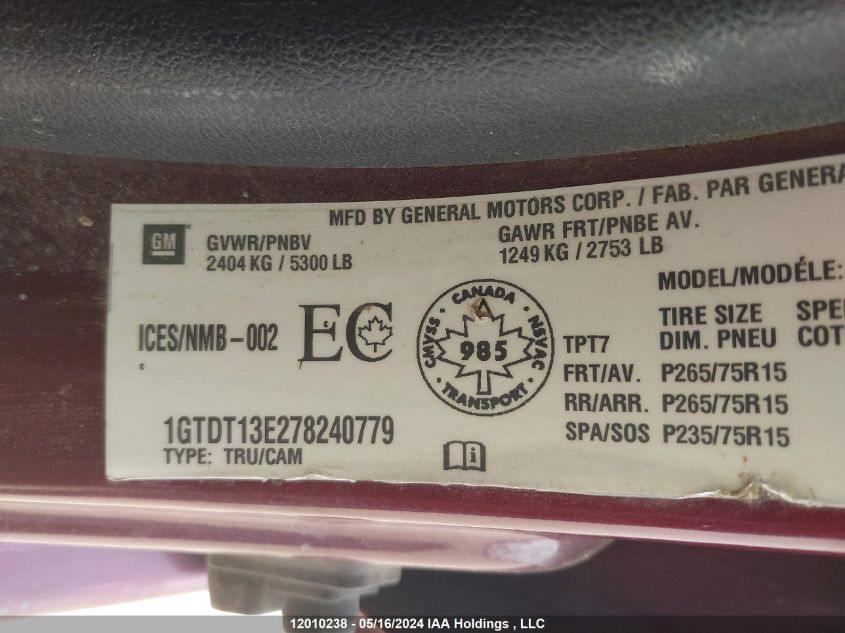 MFD BY GENERAL MOTORS CORP. / FAB. PAR GENERA
GM
GVWR/PNBV
2404 KG / 5300 LB
GAWR FRT/PNBE AV.
1249 KG / 2753 LB
MODEL/MODÉLE:
ICES/NMB-002
EC
CANADA
CMVSS
NSVAC
985
TRANSPORT
TPT7
TIRE SIZE SPE
DIM. PNEU COT
FRT/AV. P265/75R15
RR/ARR. P265/75R15
SPA/SOS P235/75R15
1GTDT13E278240779
TYPE: TRU/CAM
i
12010238 - 05/16/2024 IAA Holdings , LLC